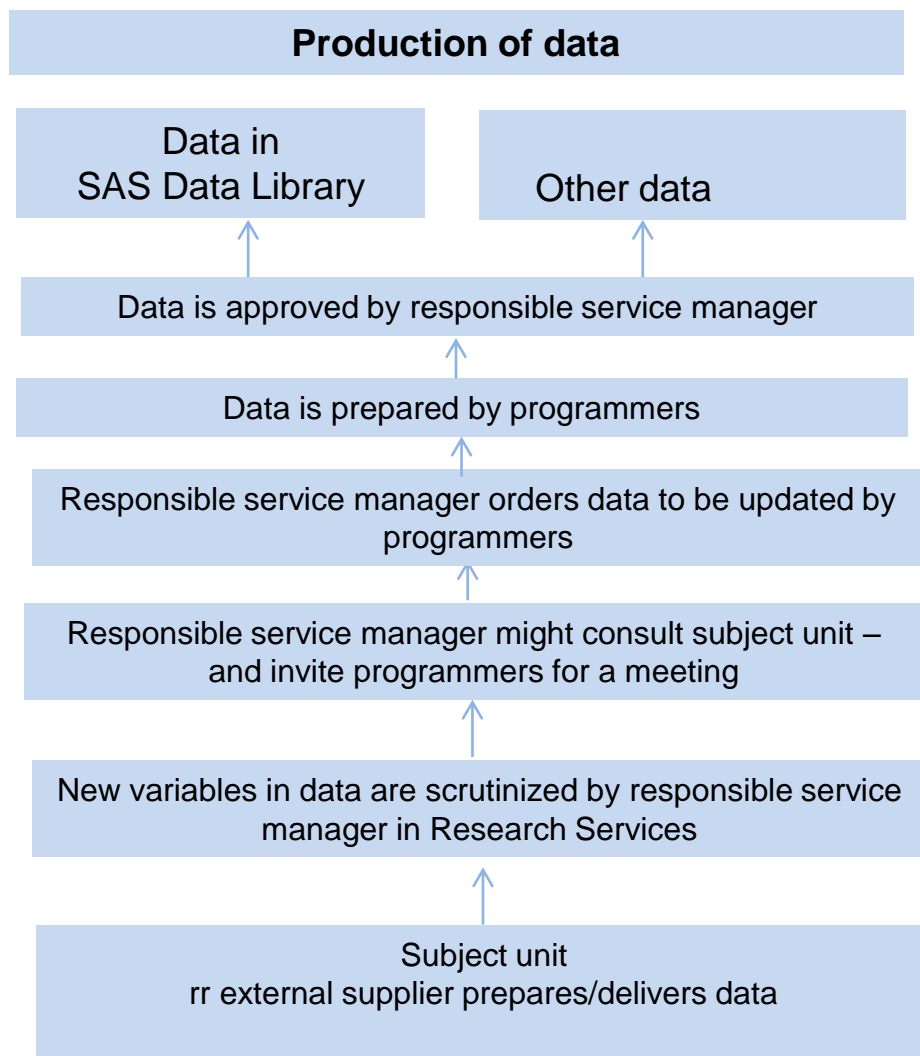 Production of data
Data in
SAS Data Library
Other data
Data is approved by responsible service manager
Data is prepared by programmers
Responsible service manager orders data to be updated by
programmers
Responsible service manager might consult subject unit –
and invite programmers for a meeting
New variables in data are scrutinized by responsible service
manager in Research Services
Subject unit
rr external supplier prepares/delivers data